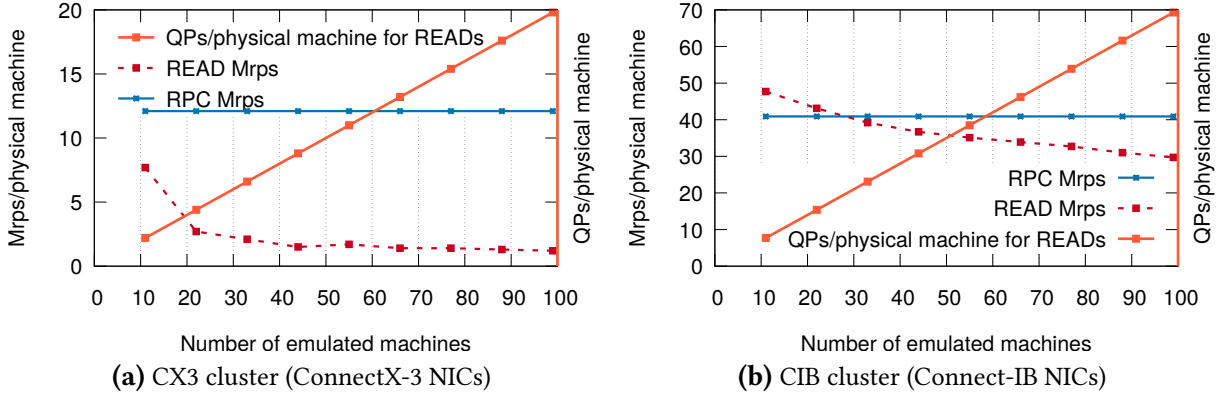 Mrps/physical machine
20
15
10
5
0
QPs/physical machine for READs
READ Mrps
RPC Mrps
0 10 20 30 40 50 60 70 80 90 100
QPs/physical machine
Number of emulated machines
(a) CX3 cluster (ConnectX-3 NICs)
Mrps/physical machine
70
60
50
40
30
20
10
0
RPC Mrps
READ Mrps
QPs/physical machine for READs
0 10 20 30 40 50 60 70 80 90 100
QPs/physical machine
Number of emulated machines
(b) CIB cluster (Connect-IB NICs)